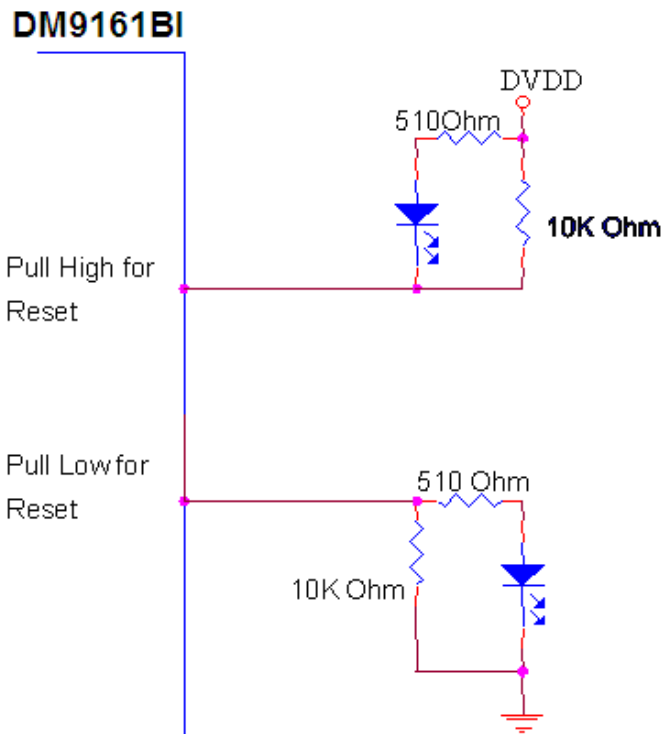 DM9161BI
DVDD
510Ohm
10K Ohm
Pull High for
Reset
Pull Low for
Reset
510 Ohm
10K Ohm